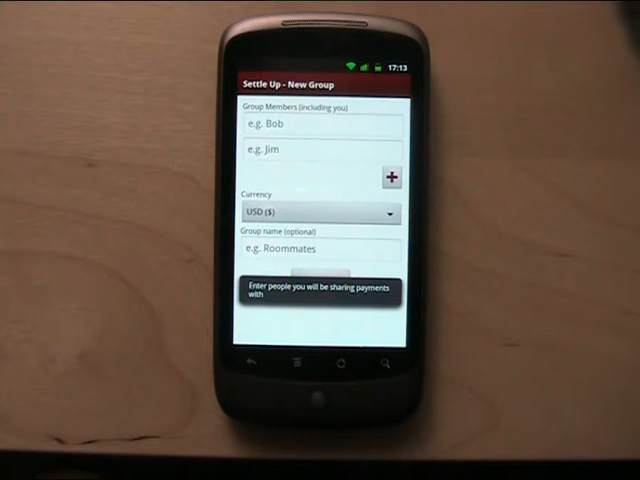 17:13
Settle Up - New Group
Group Members (including you)
e.g. Bob
e.g. Jim
Currency
USD ($)
Group name (optional)
e.g. Roommates
Enter people you will be sharing payments
with